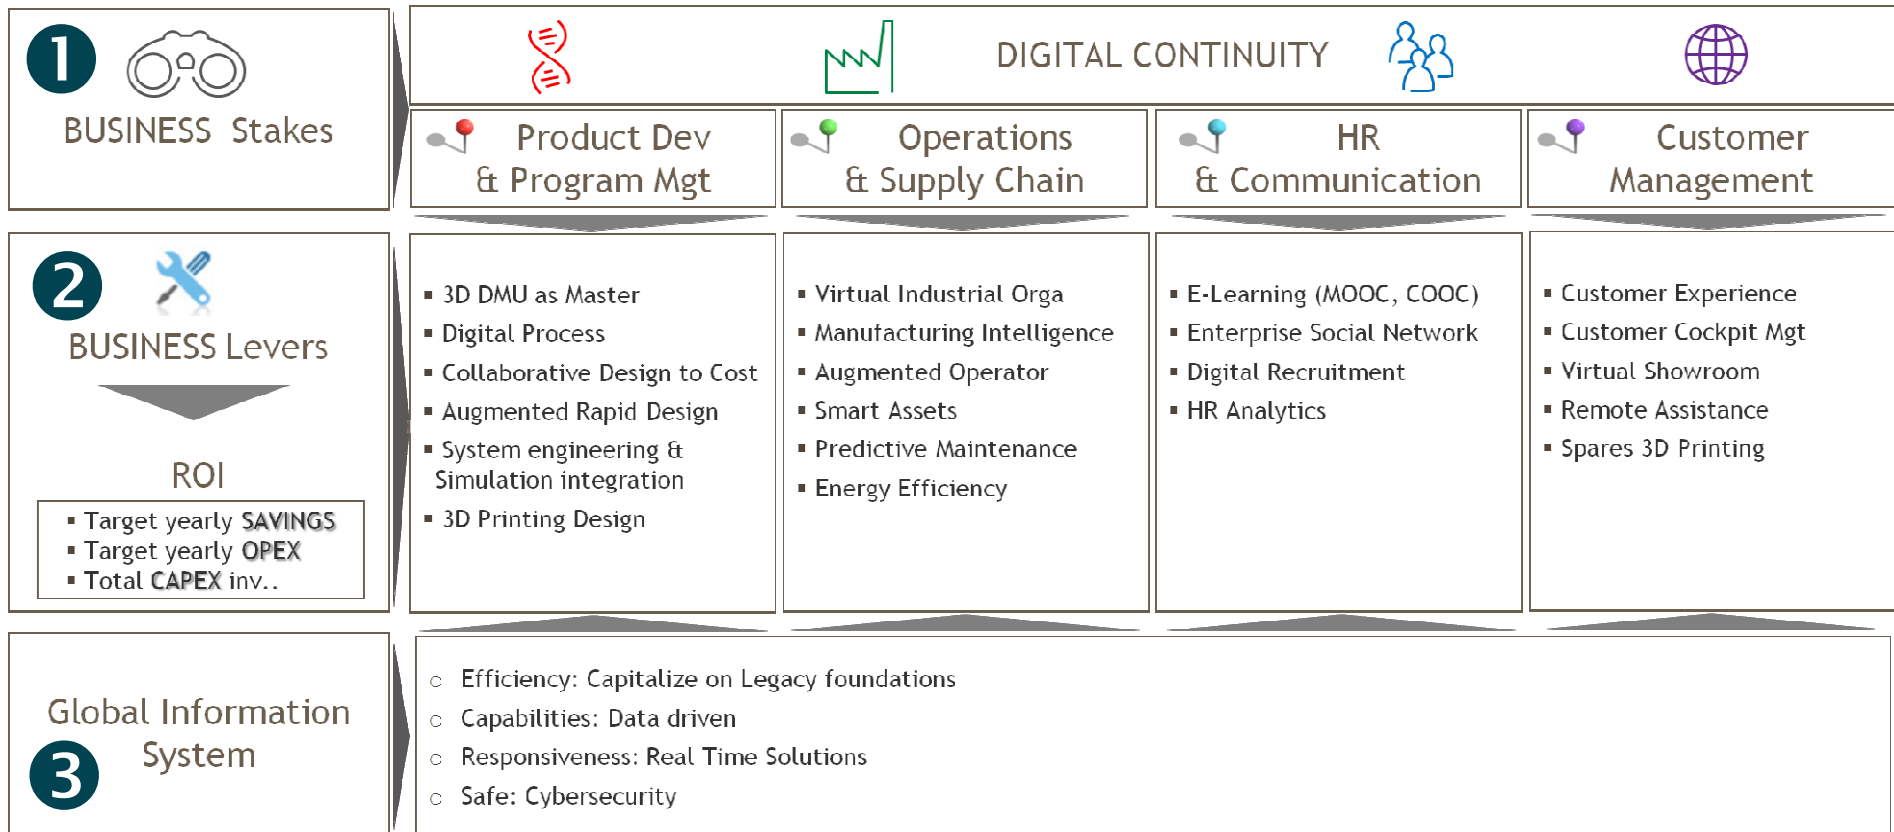 1
BUSINESS Stakes
DIGITAL CONTINUITY
Product Dev
& Program Mgt
Operations
& Supply Chain
HR
& Communication
Customer
Management
2
BUSINESS Levers
ROI
▪ Target yearly SAVINGS
▪ Target yearly OPEX
▪ Total CAPEX inv..
▪ 3D DMU as Master
▪ Digital Process
▪ Collaborative Design to Cost
▪ Augmented Rapid Design
▪ System engineering &
Simulation integration
▪ 3D Printing Design
▪ Virtual Industrial Orga
▪ Manufacturing Intelligence
▪ Augmented Operator
▪ Smart Assets
▪ Predictive Maintenance
▪ Energy Efficiency
▪ E-Learning (MOOC, COOC)
▪ Enterprise Social Network
▪ Digital Recruitment
▪ HR Analytics
▪ Customer Experience
▪ Customer Cockpit Mgt
▪ Virtual Showroom
▪ Remote Assistance
▪ Spares 3D Printing
Global Information
System
3
○ Efficiency: Capitalize on Legacy foundations
○ Capabilities: Data driven
○ Responsiveness: Real Time Solutions
○ Safe: Cybersecurity